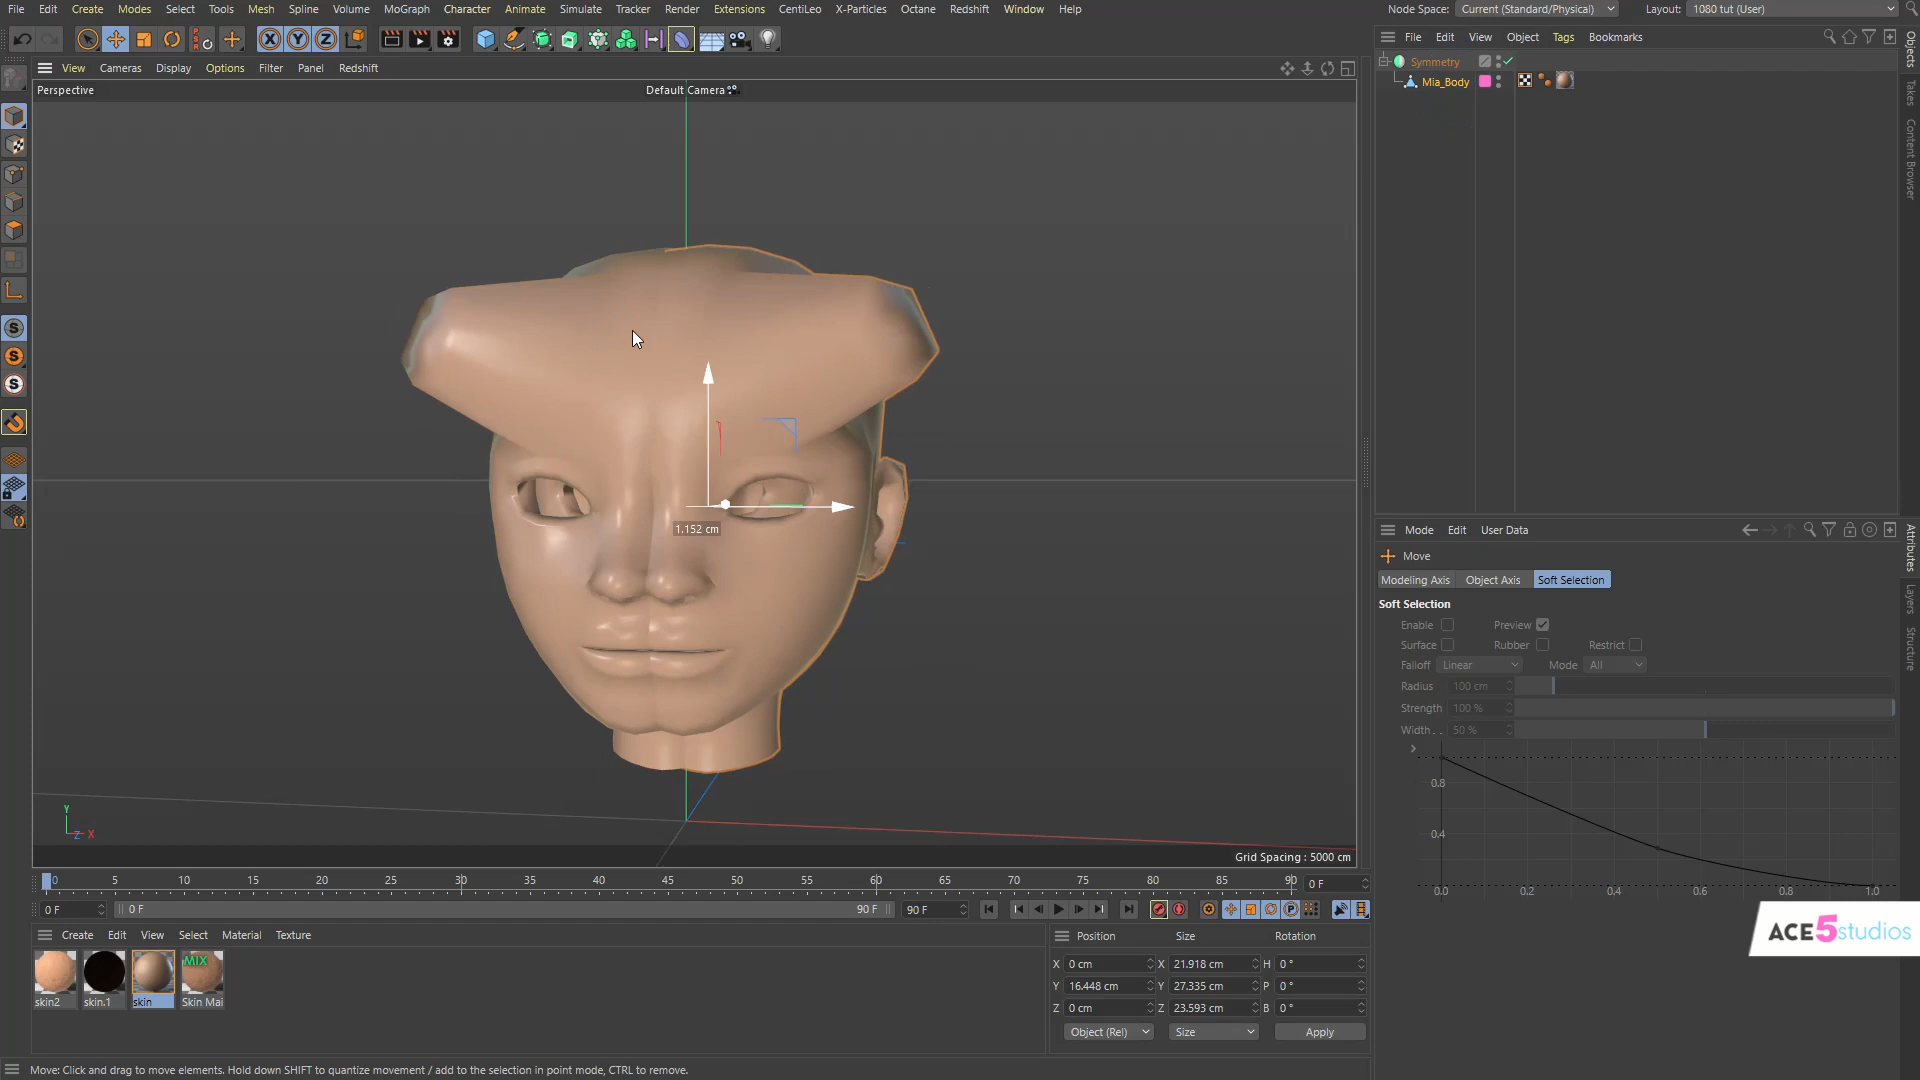 File Edit Create Modes Select Tools Mesh Spline Volume MoGraph Character Animate Simulate Tracker Render Extensions CentiLeo X-Particles Octane Redshift Window Help
Node Space: Current (Standard/Physical) Layout: 1080 tut (User)
File Edit View Object Tags Bookmarks
View Cameras Display Options Filter Panel Redshift
Perspective
Default Camera
Symmetry
Mia_Body
Objects
Takes
Content Browser
1.152 cm
Y
Z X
Grid Spacing : 5000 cm
Mode Edit User Data
Move
Modeling Axis Object Axis Soft Selection
Soft Selection
Enable Preview
Surface Rubber Restrict
Falloff Linear Mode All
Radius 100 cm
Strength 100 %
Width . . 50 %
0.8
0.4
0.0 0.2 0.4 0.6 0.8 1.0
Attributes
Layers
Structure
0 5 10 15 20 25 30 35 40 45 50 55 60 65 70 75 80 85 90 0 F
0 F 0 F 90 F 90 F
Create Edit View Select Material Texture
MIX
skin2 skin.1 skin Skin Mai
Position Size Rotation
X 0 cm X 21.918 cm H 0 °
Y 16.448 cm Y 27.335 cm P 0 °
Z 0 cm Z 23.593 cm B 0 °
Object (Rel) Size Apply
ACE5studios
Move: Click and drag to move elements. Hold down SHIFT to quantize movement / add to the selection in point mode, CTRL to remove.